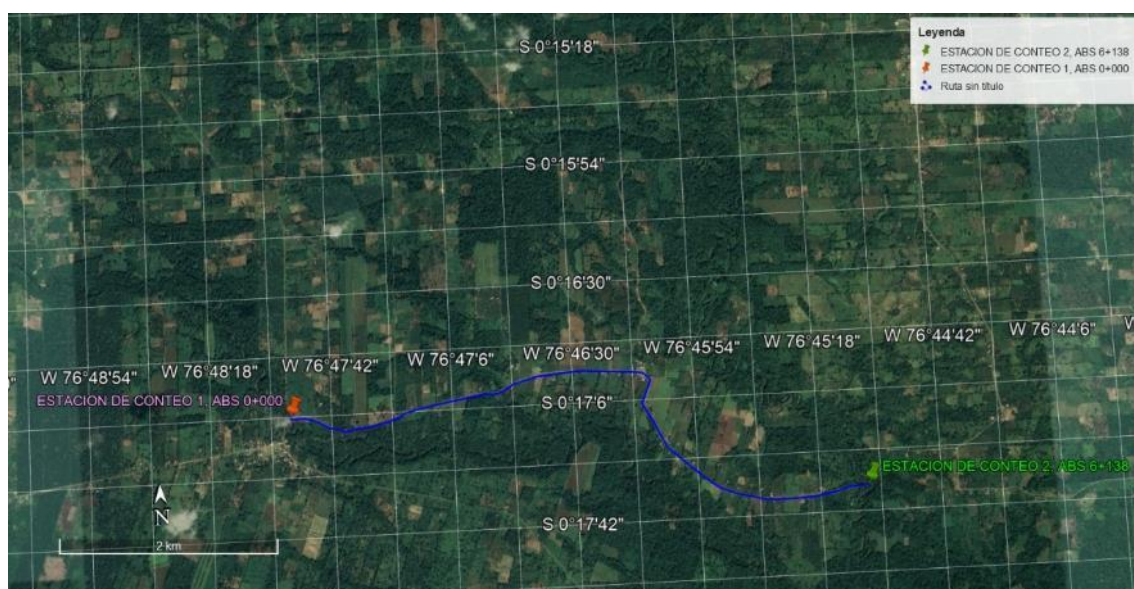 S 0°15'18"
Leyenda
ESTACION DE CONTEO 2, ABS 6+138
ESTACION DE CONTEO 1, ABS 0+000
Ruta sin título
S 0°15'54"
S 0°16'30"
W 76°48'54"
W 76°48'18"
W 76°47'42"
W 76°47'6"
W 76°46'30"
W 76°45'54"
W 76°45'18"
W 76°44'42"
W 76°44'6"
W
ESTACION DE CONTEO 1, ABS 0+000
S 0°17'6"
ESTACION DE CONTEO 2, ABS 6+138
N
S 0°17'42"
2 km